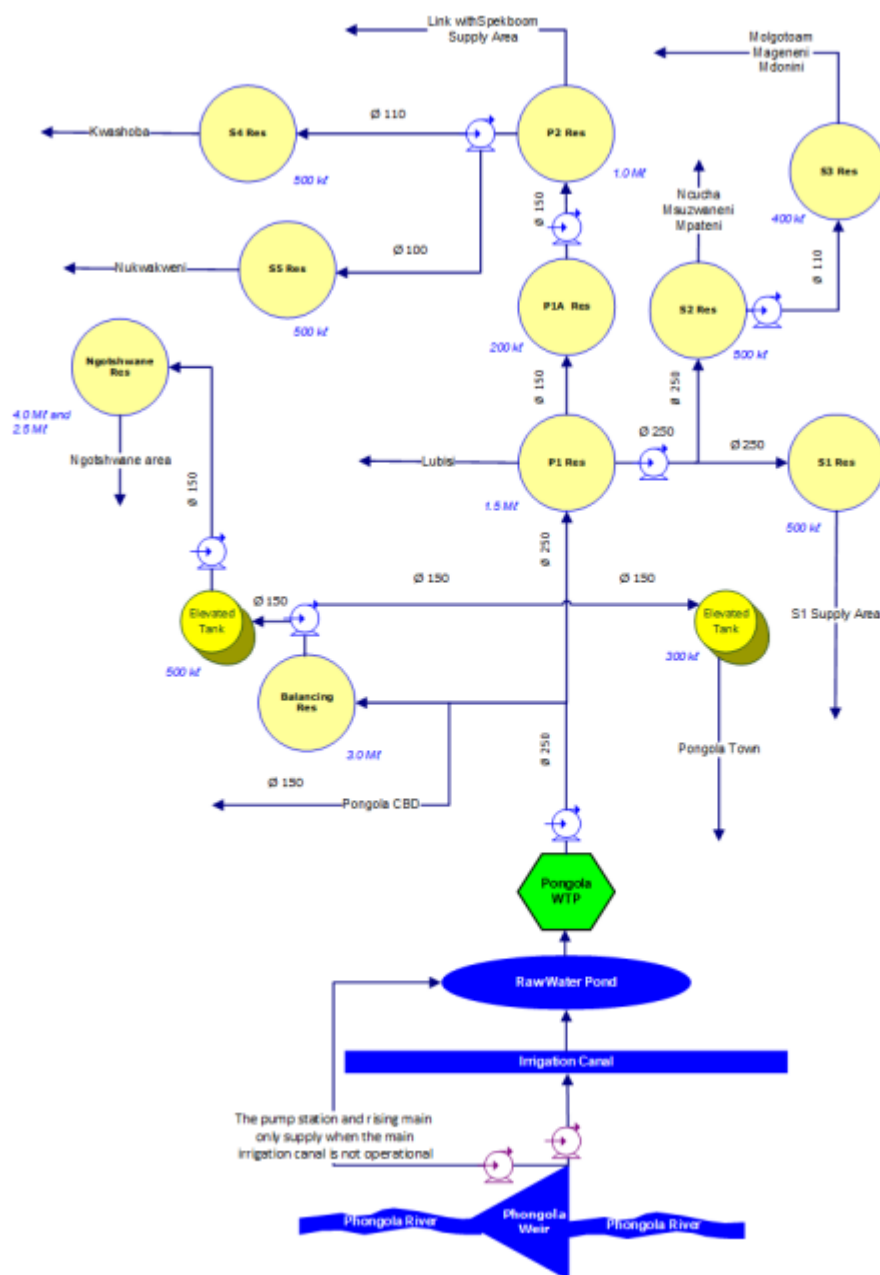 Link withSpekboom
Supply Area
Molgotoam
Mageneni
Mdonini
Kwashoba
S4 Res
500 kℓ
Ø 110
P2 Res
1.0 Mℓ
S3 Res
400 kℓ
Ø 150
Ncucha
Msuzwaneni
Mpateni
Nukwakweni
S5 Res
500 kℓ
Ø 100
P1A Res
200 kℓ
S2 Res
500 kℓ
Ø 110
Ngotshwane
Res
4.0 Mℓ and
2.5 Mℓ
Ngotshwane area
Ø 150
Ø 150
Ø 250
Lubisi
P1 Res
1.5 Mℓ
Ø 250
Ø 250
S1 Res
500 kℓ
Ø 250
Ø 150
Ø 150
Ø 150
Elevated
Tank
500 kℓ
Elevated
Tank
300 kℓ
S1 Supply Area
Balancing
Res
3.0 Mℓ
Ø 250
Pongola Town
Ø 150
Pongola CBD
Pongola
WTP
RawWater Pond
Irrigation Canal
The pump station and rising main
only supply when the main
irrigation canal is not operational
Phongola River
Phongola
Weir
Phongola River